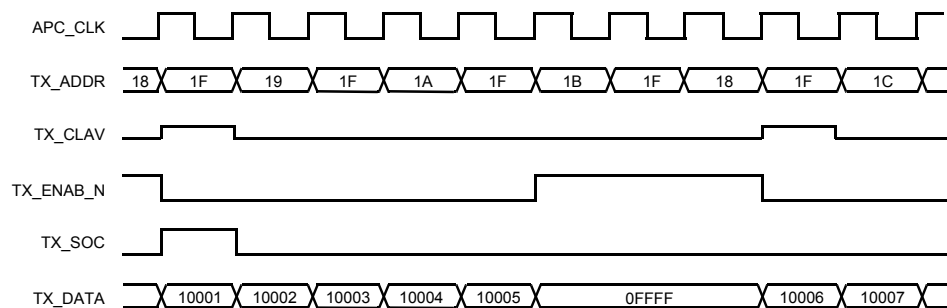 APC_CLK
TX_ADDR 18 1F 19 1F 1A 1F 1B 1F 18 1F 1C
TX_CLAV
TX_ENAB_N
TX_SOC
TX_DATA 10001 10002 10003 10004 10005 0FFFF 10006 10007